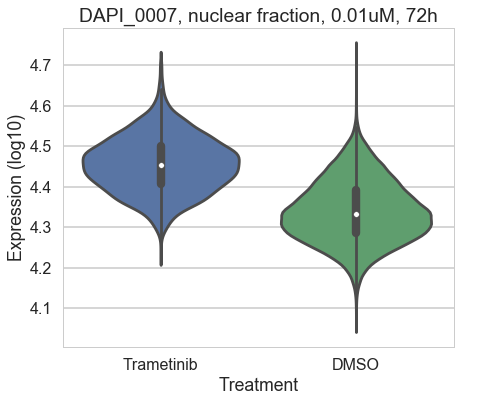 DAPI_0007, nuclear fraction, 0.01uM, 72h
Expression (log10)
4.7
4.6
4.5
4.4
4.3
4.2
4.1
Trametinib
DMSO
Treatment